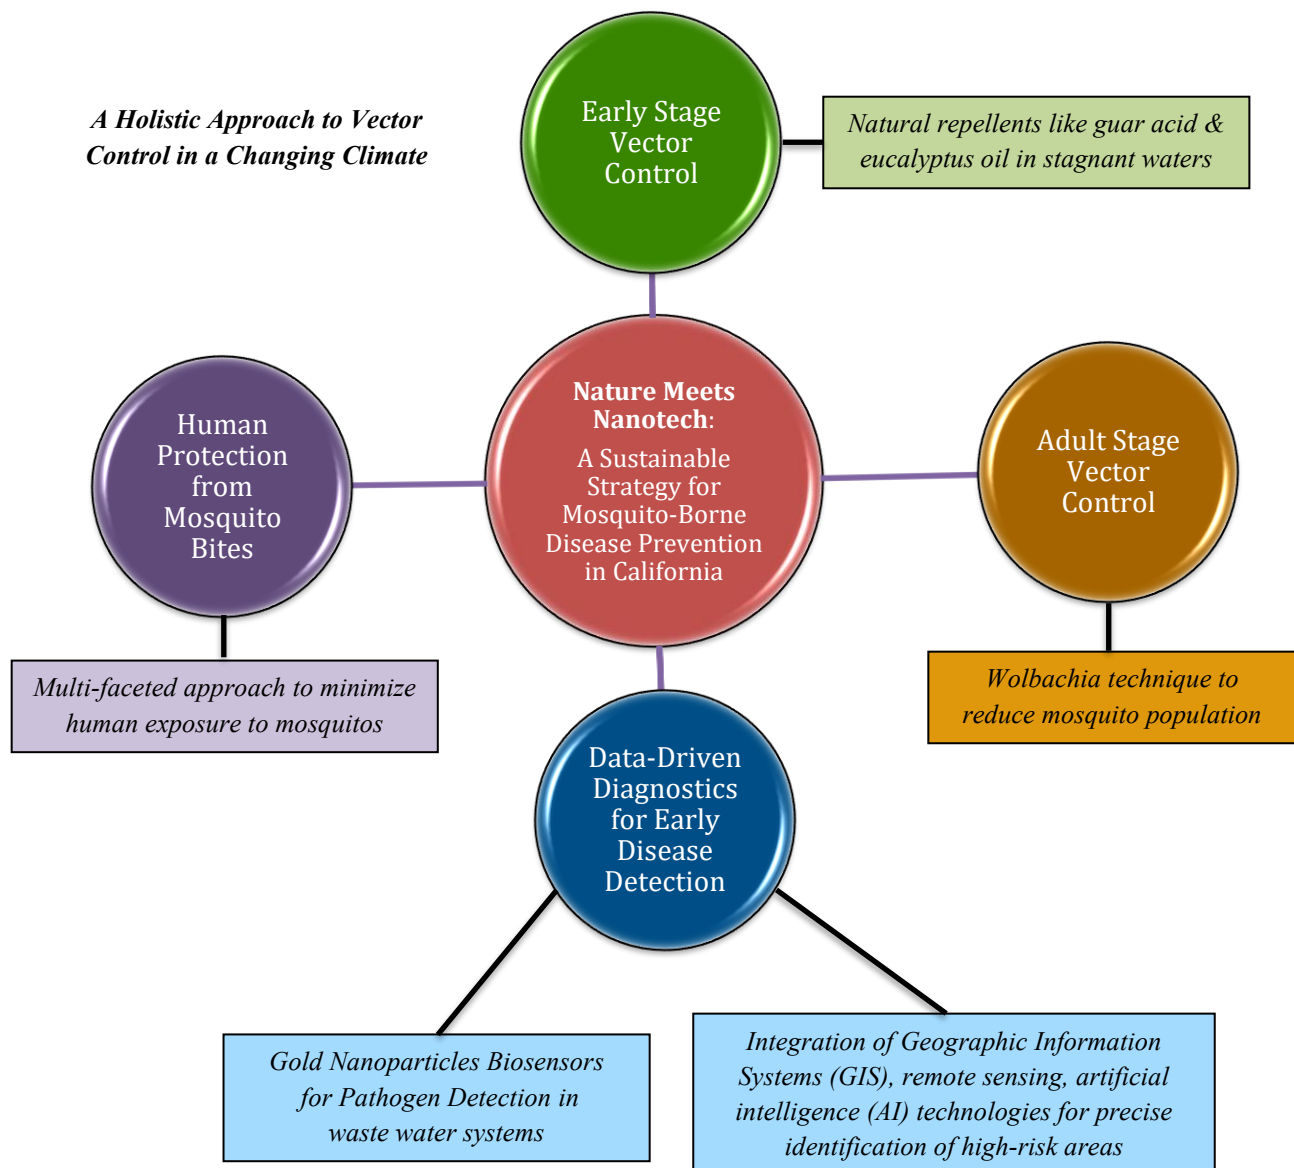 A Holistic Approach to Vector
Control in a Changing Climate
Early Stage
Vector
Control
Natural repellents like guar acid &
eucalyptus oil in stagnant waters
Human
Protection
from
Mosquito
Bites
Nature Meets
Nanotech:
A Sustainable
Strategy for
Mosquito-Borne
Disease Prevention
in California
Adult Stage
Vector
Control
Multi-faceted approach to minimize
human exposure to mosquitos
Wolbachia technique to
reduce mosquito population
Data-Driven
Diagnostics
for Early
Disease
Detection
Gold Nanoparticles Biosensors
for Pathogen Detection in
waste water systems
Integration of Geographic Information
Systems (GIS), remote sensing, artificial
intelligence (AI) technologies for precise
identification of high-risk areas